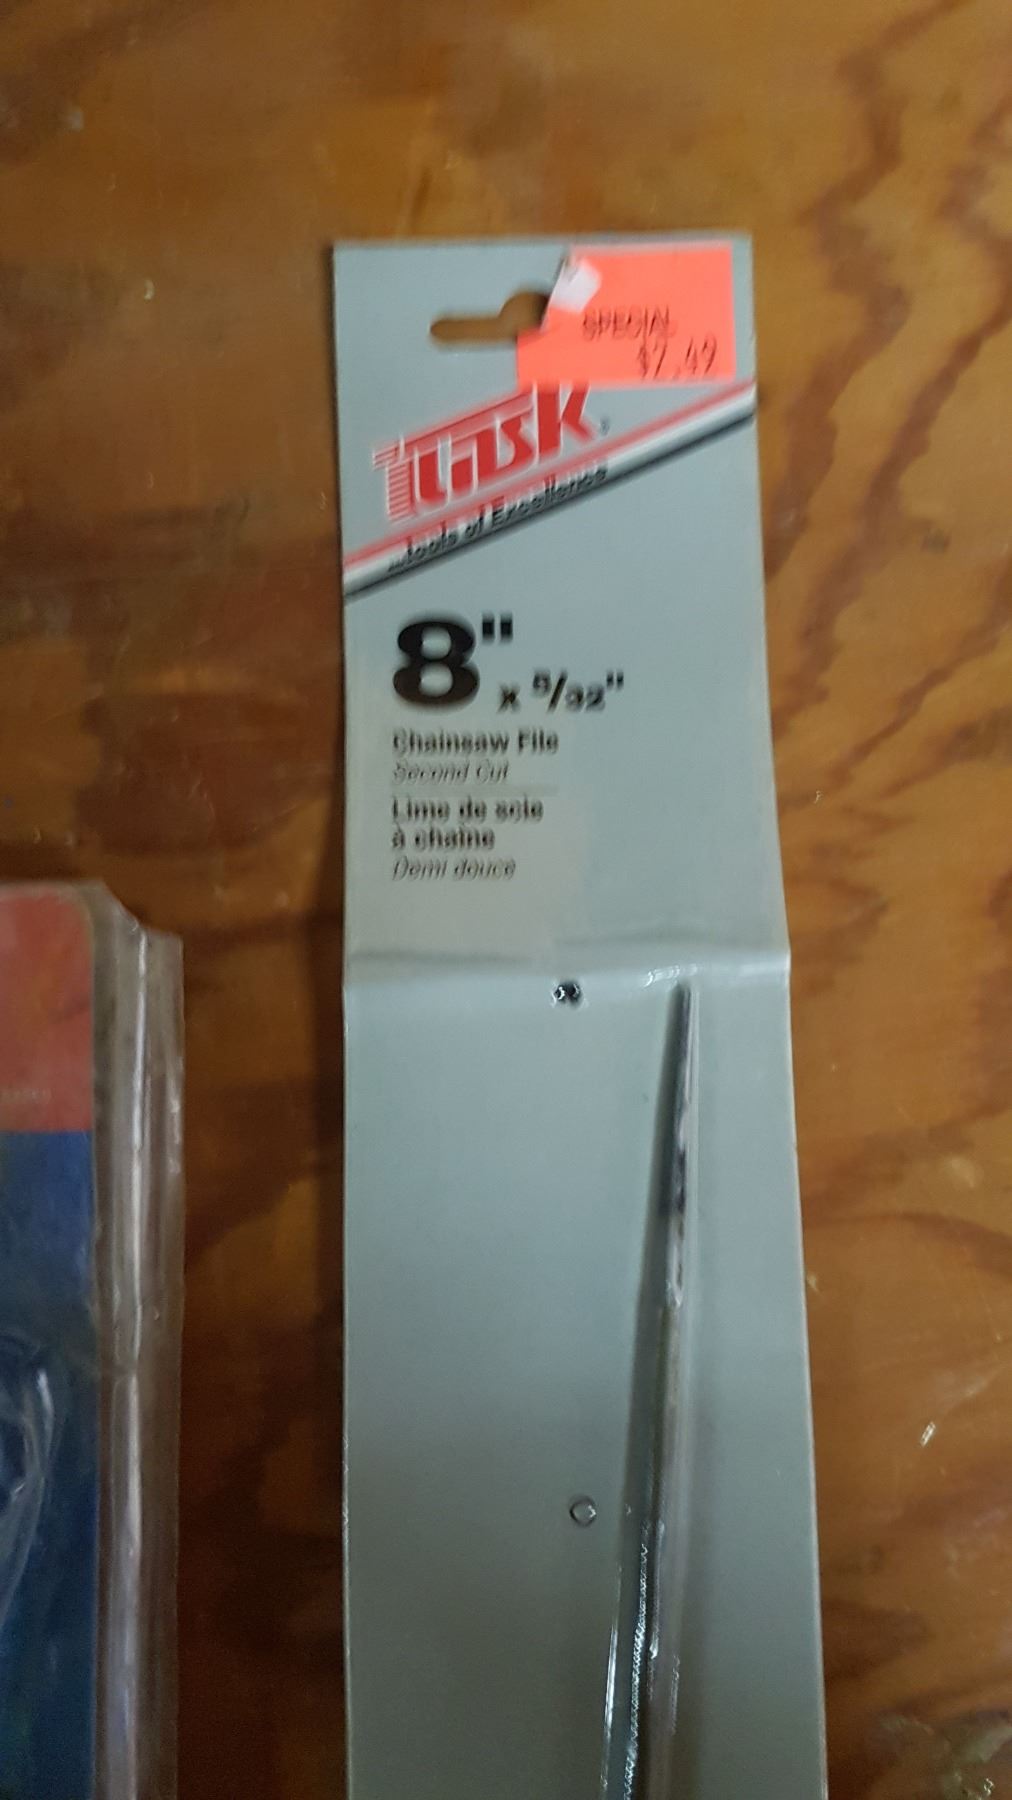 SPECIAL
$7.49
TASK
Tools of Excellence
8" x 5/32"
Chainsaw File
Second Cut
Lime de scie
à chaîne
Demi douce